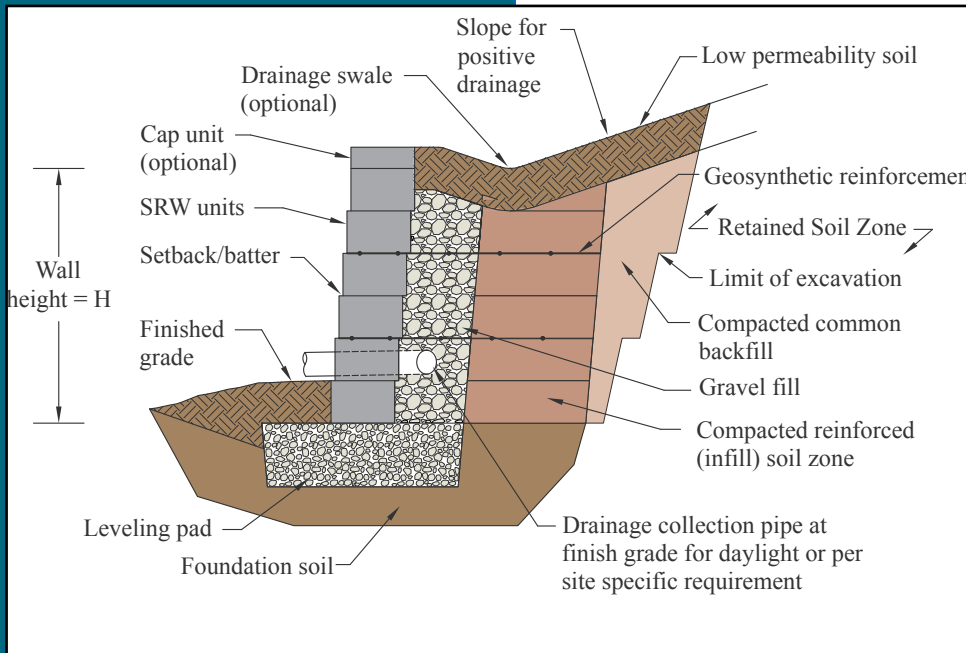 Slope for
positive
drainage
Low permeability soil
Drainage swale
(optional)
Cap unit
(optional)
Geosynthetic reinforcemen
SRW units
Retained Soil Zone
Setback/batter
Limit of excavation
Wall
height = H
Finished
grade
Compacted common
backfill
Gravel fill
Compacted reinforced
(infill) soil zone
Leveling pad
Drainage collection pipe at
finish grade for daylight or per
site specific requirement
Foundation soil